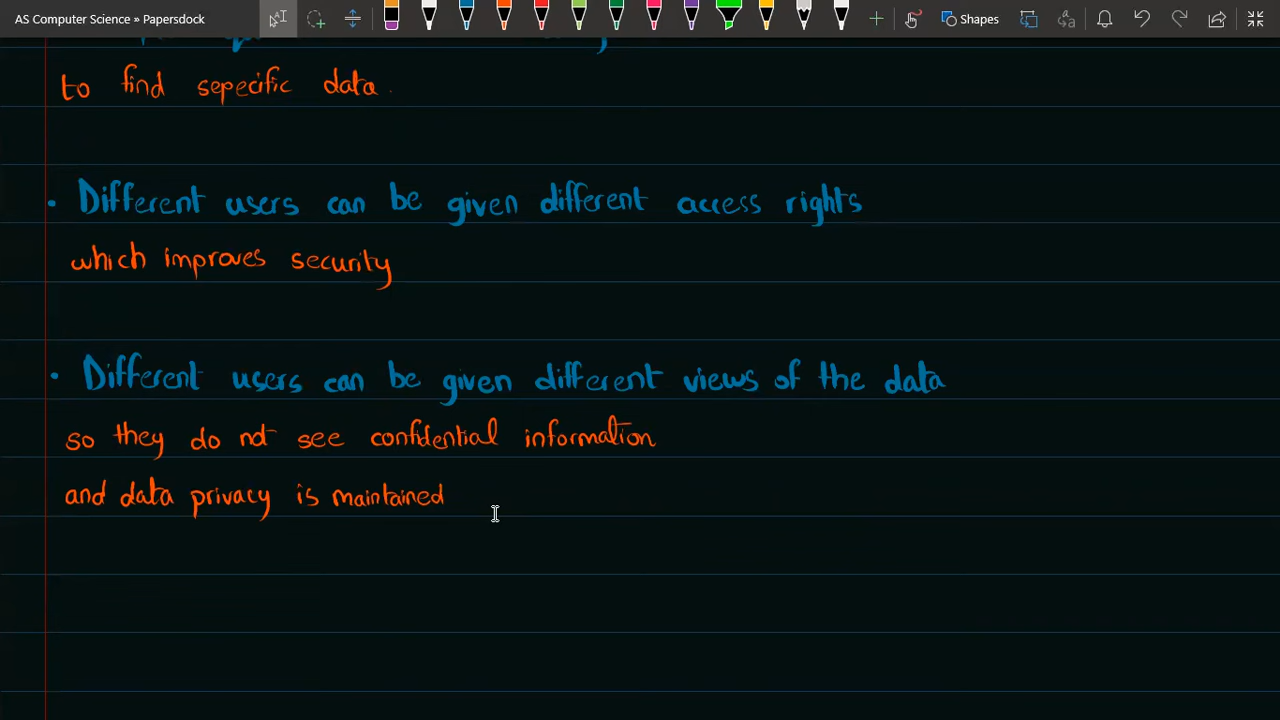 AS Computer Science » Papersdock
Shapes
to find sepecific data
• Different users can be given different access rights
which improves security
• Different users can be given different views of the data
so they do not see confidential information
and data privacy is maintained